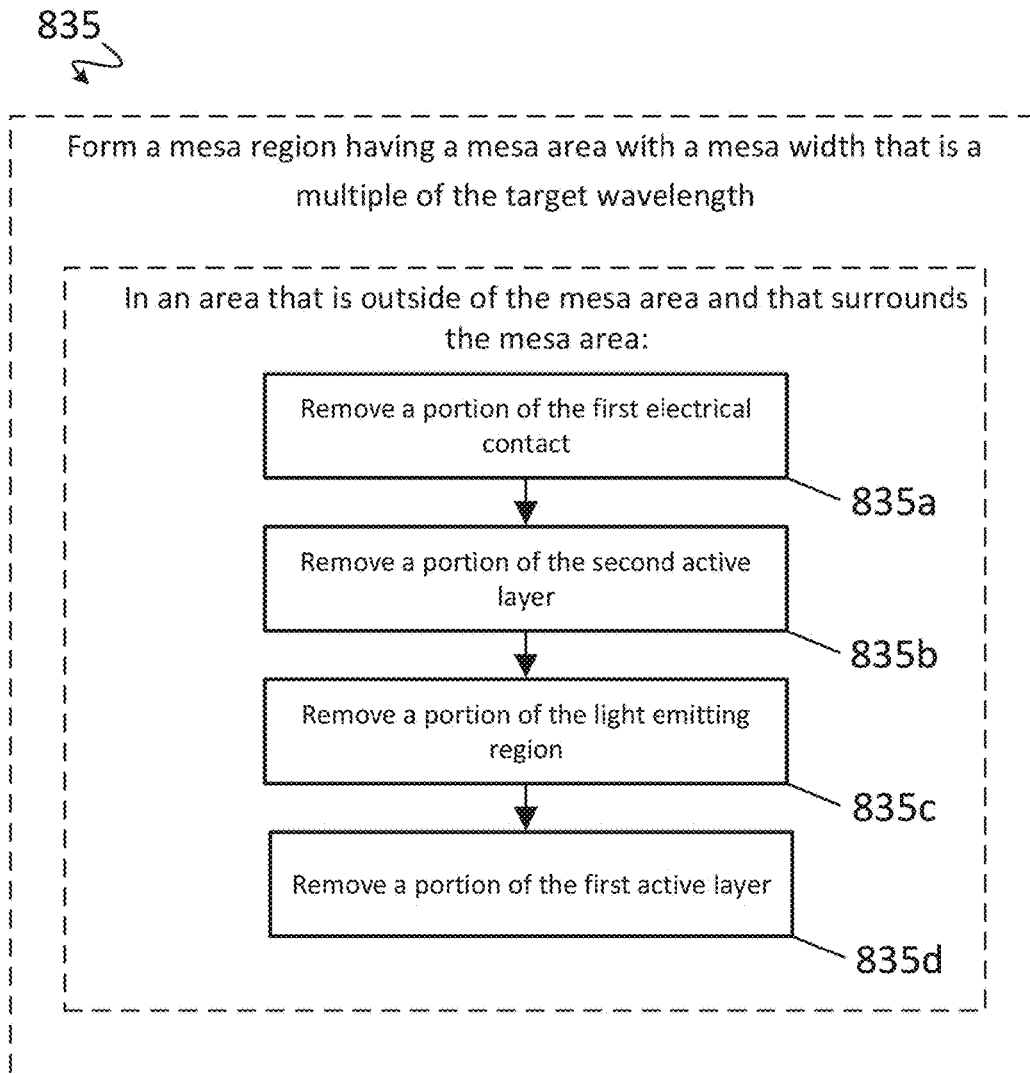 835
Form a mesa region having a mesa area with a mesa width that is a
multiple of the target wavelength
In an area that is outside of the mesa area and that surrounds
the mesa area:
Remove a portion of the first electrical
contact
835a
Remove a portion of the second active
layer
835b
Remove a portion of the light emitting
region
835c
Remove a portion of the first active layer
835d